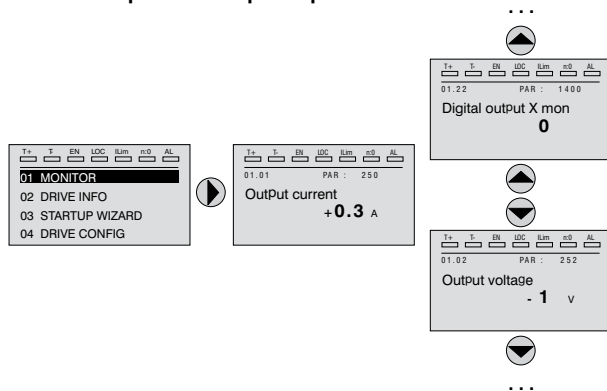 ...
T+ T- EN LOC ILim n:0 AL
01 MONITOR
02 DRIVE INFO
03 STARTUP WIZARD
04 DRIVE CONFIG
T+ T- EN LOC ILim n:0 AL
01.01 PAR : 250
OutPut current
+0.3 A
T+ T- EN LOC ILim n:0 AL
01.22 PAR : 1400
Digital output X mon
0
T+ T- EN LOC ILim n:0 AL
01.02 PAR : 252
Output voltage
- 1 V
...